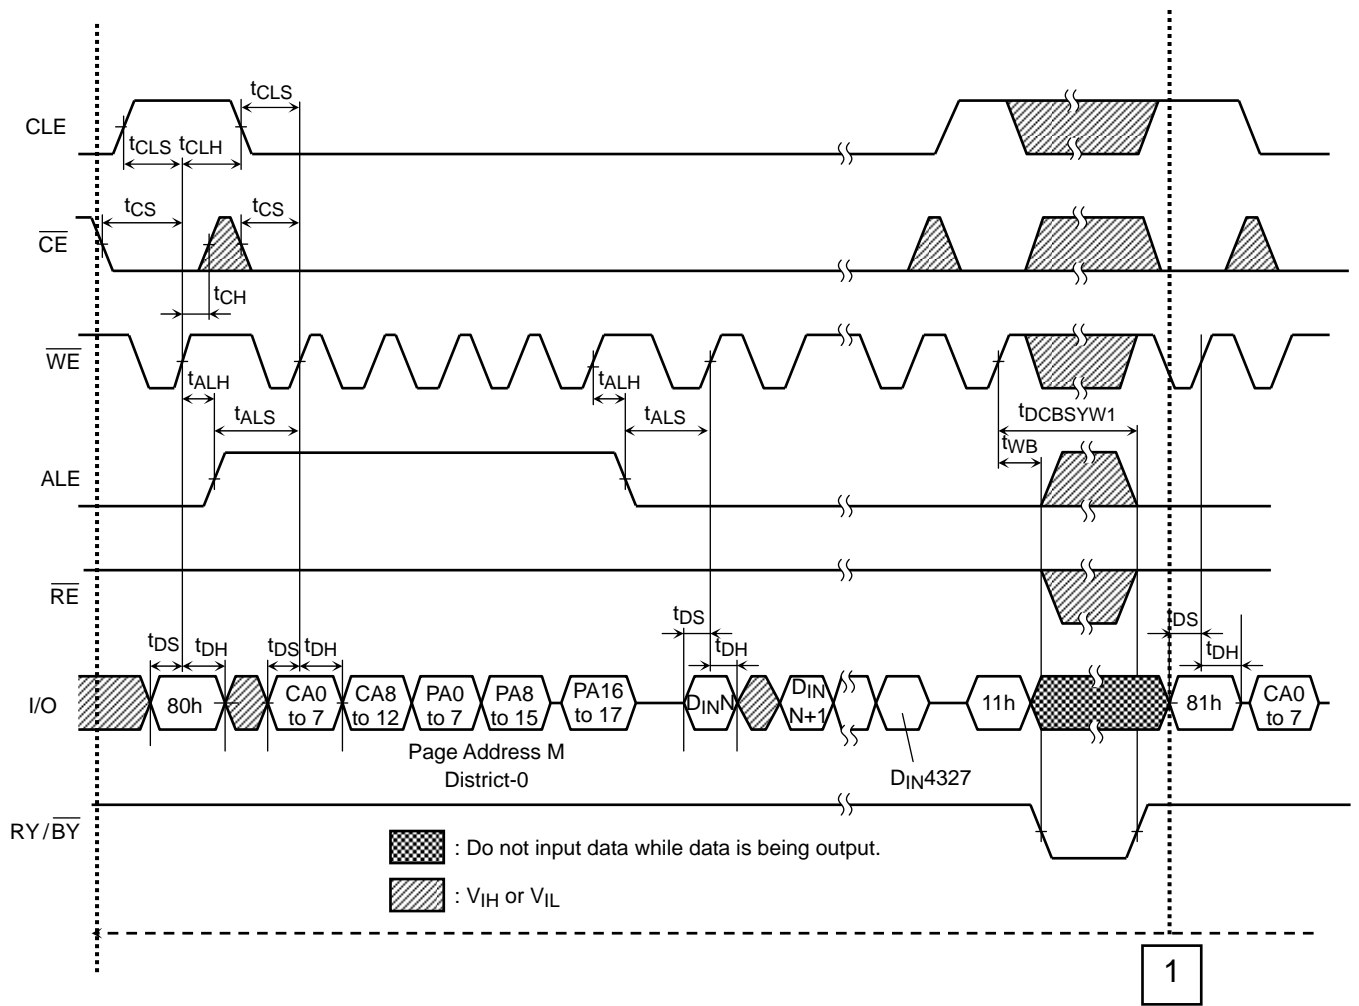 tCLS
CLE
tCLS tCLH
tCS tCS
CE
tCH
WE
tALH tALH
tALS tALS
tDCBSYW1
tWB
ALE
RE
tDS tDH tDS tDH tDS tDH DS tDH
I/O
80h
CA0 to 7
CA8 to 12
PA0 to 7
PA8 to 15
PA16 to 17
DINN
DIN N+1
11h
81h
CA0 to 7
Page Address M
District-0
DIN4327
RY/BY
: Do not input data while data is being output.
: VIH or VIL
1